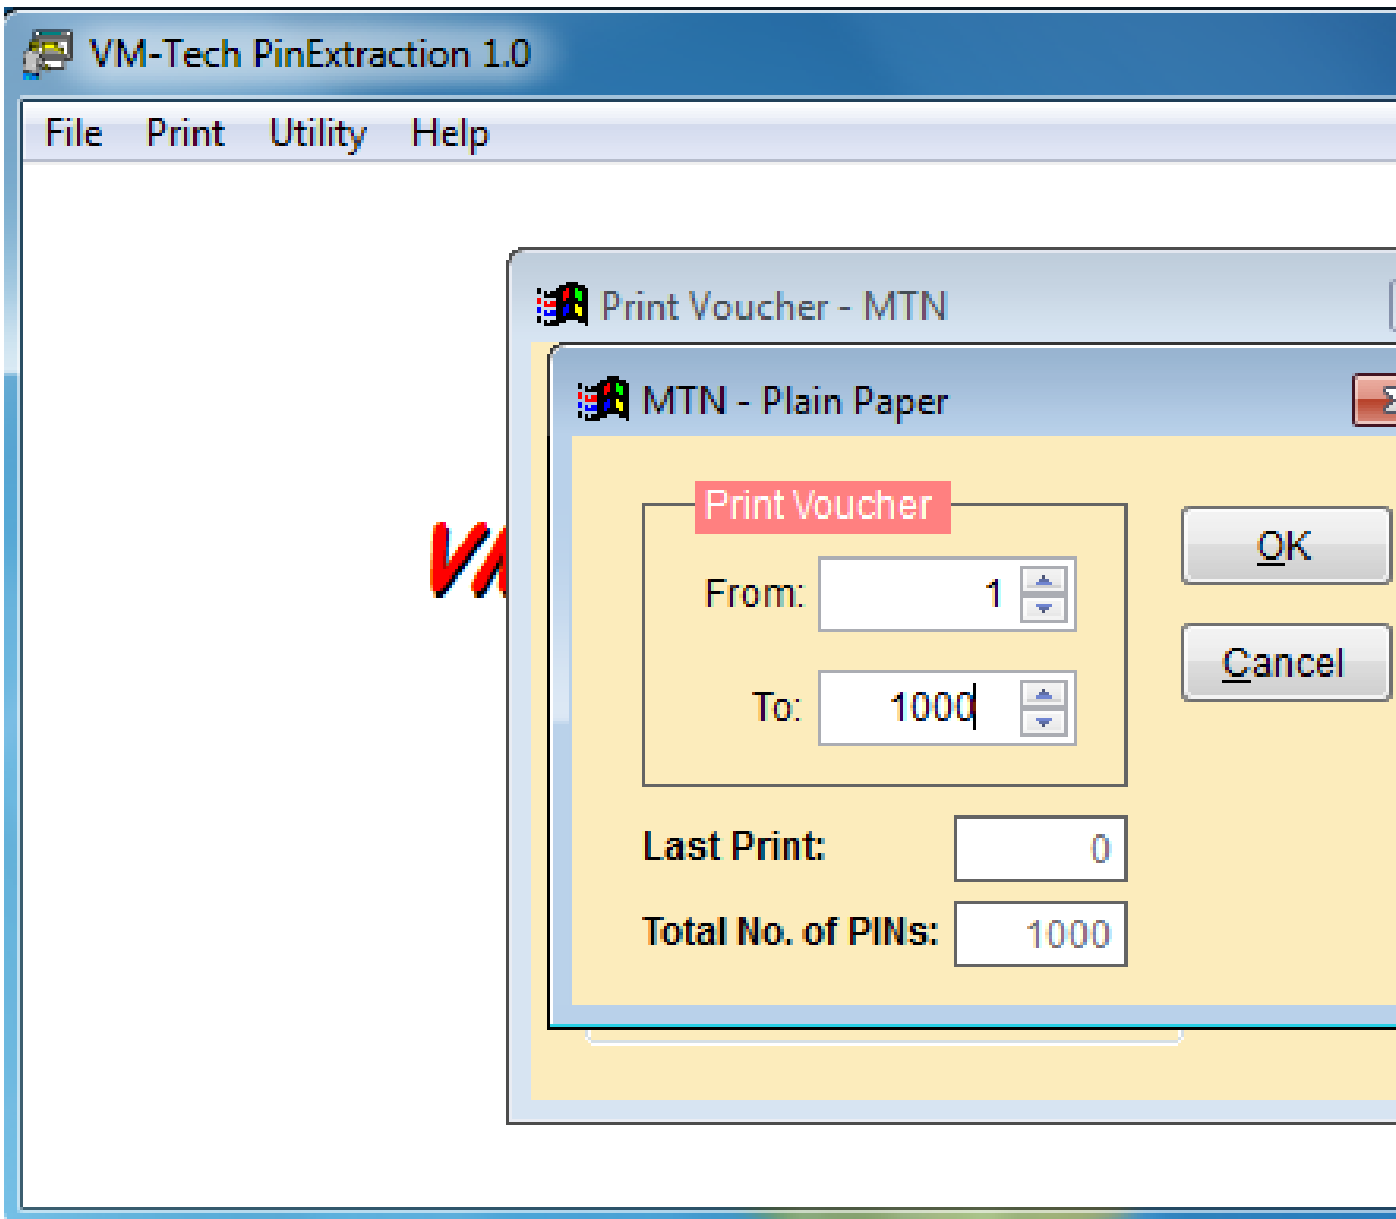 VM-Tech PinExtraction 1.0
File Print Utility Help
Print Voucher - MTN
MTN - Plain Paper
Print Voucher
From: 1
OK
To: 1000
Cancel
Last Print: 0
Total No. of PINs: 1000